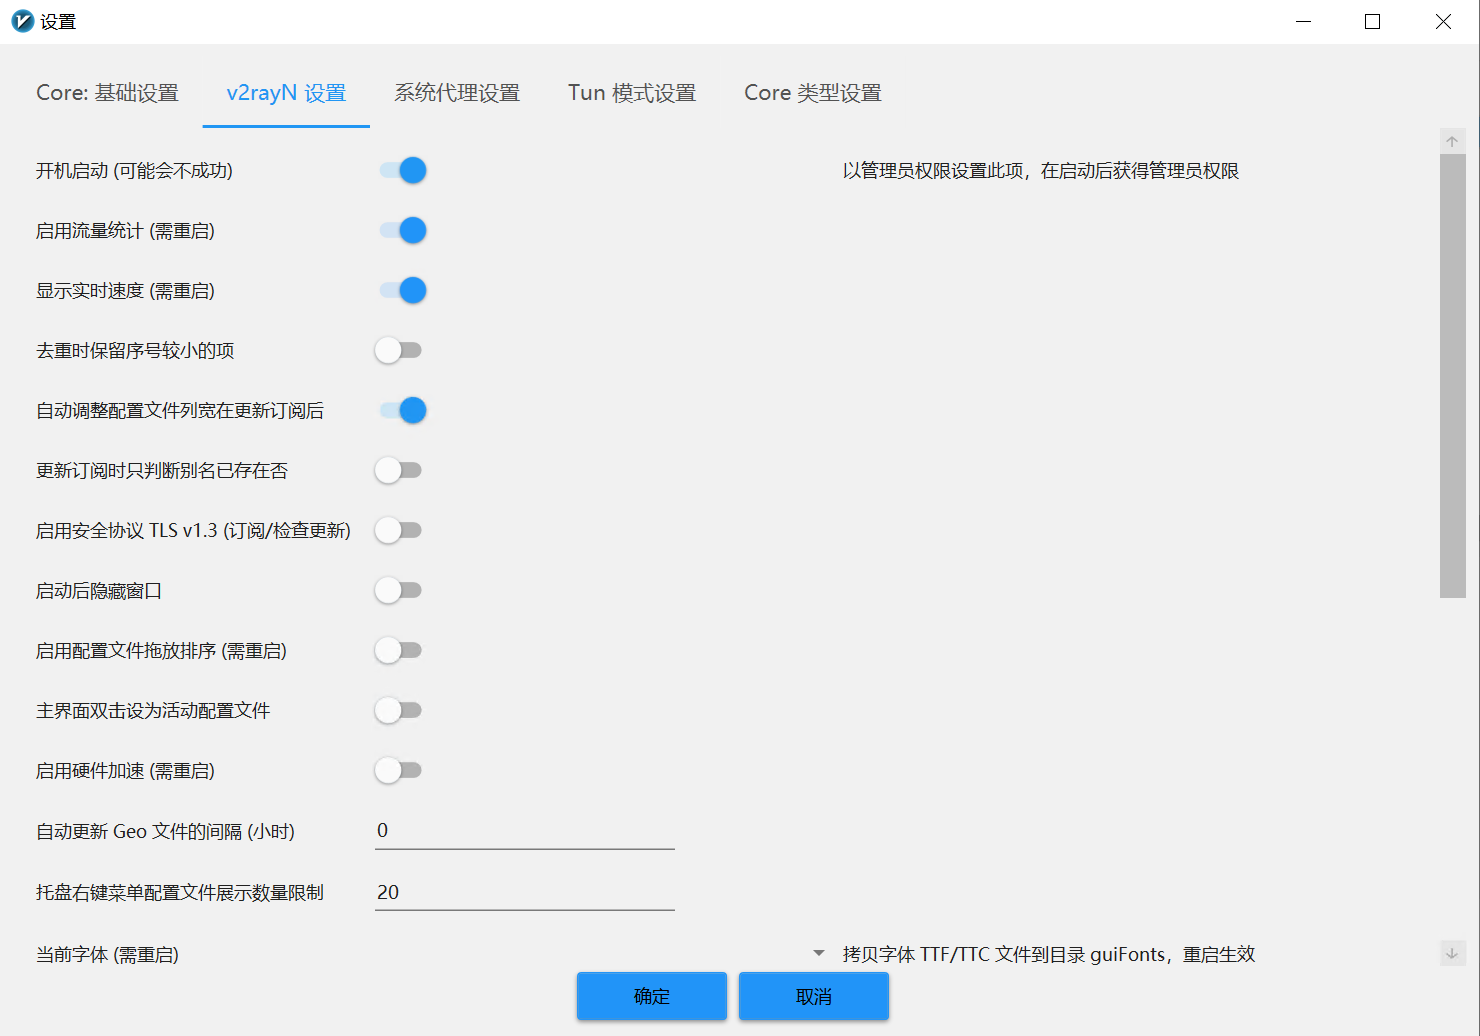 设置
Core: 基础设置 v2rayN 设置 系统代理设置 Tun 模式设置 Core 类型设置
开机启动 (可能会不成功) 以管理员权限设置此项，在启动后获得管理员权限
启用流量统计 (需重启)
显示实时速度 (需重启)
去重时保留序号较小的项
自动调整配置文件列宽在更新订阅后
更新订阅时只判断别名已存在否
启用安全协议 TLS v1.3 (订阅/检查更新)
启动后隐藏窗口
启用配置文件拖放排序 (需重启)
主界面双击设为活动配置文件
启用硬件加速 (需重启)
自动更新 Geo 文件的间隔 (小时) 0
托盘右键菜单配置文件展示数量限制 20
当前字体 (需重启) 拷贝字体 TTF/TTC 文件到目录 guiFonts，重启生效
确定 取消